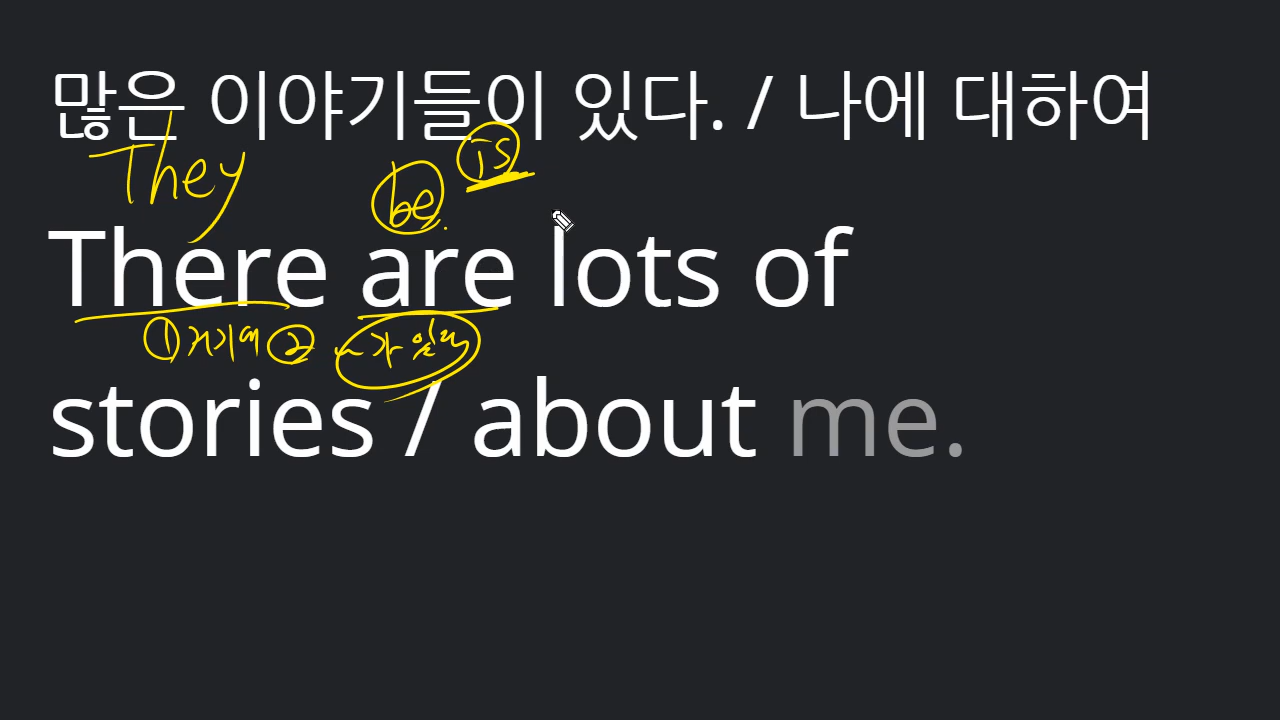 많은 이야기들이 있다. / 나에 대하여
They be is
There are lots of
① 거기에 ② ~가 있다
stories / about me.